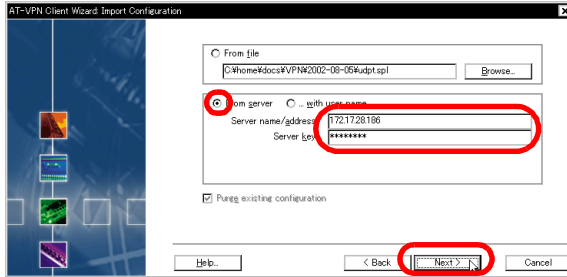 AT-VPN Client Wizard: Import Configuration
From file
C:¥home¥docs¥VPN¥2002-08-05¥udpt.spl
Browse...
From server ... with user name
Server name/address 172.17.28.186
Server key ********
Purge existing configuration
Help... < Back Next > Cancel